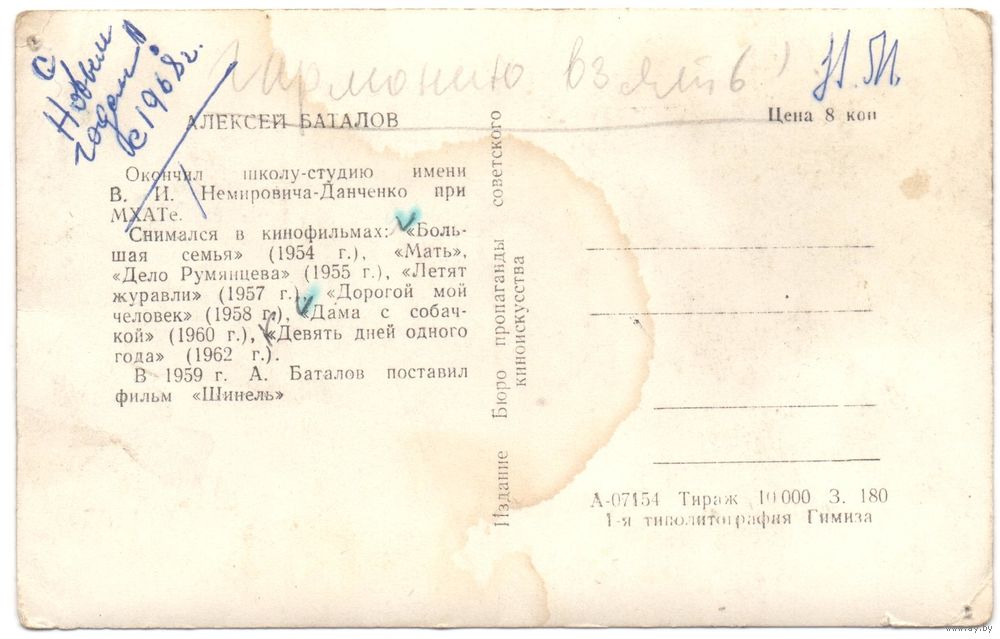 С
Новым
годом!
с 1968 г.
Гармонию взять!
Н. М.
АЛЕКСЕЙ БАТАЛОВ
Цена 8 коп
Окончил школу-студию имени
В. И. Немировича-Данченко при
МХАТе.
Снимался в кинофильмах: «Боль-
шая семья» (1954 г.), «Мать»,
«Дело Румянцева» (1955 г.), «Летят
журавли» (1957 г.), «Дорогой мой
человек» (1958 г.), «Дама с собач-
кой» (1960 г.), «Девять дней одного
года» (1962 г.).
В 1959 г. А. Баталов поставил
фильм «Шинель»
Издание Бюро пропаганды советского
киноискусства
А-07154 Тираж 10 000 З. 180
1-я типолитография Гимиза
www.ay.by